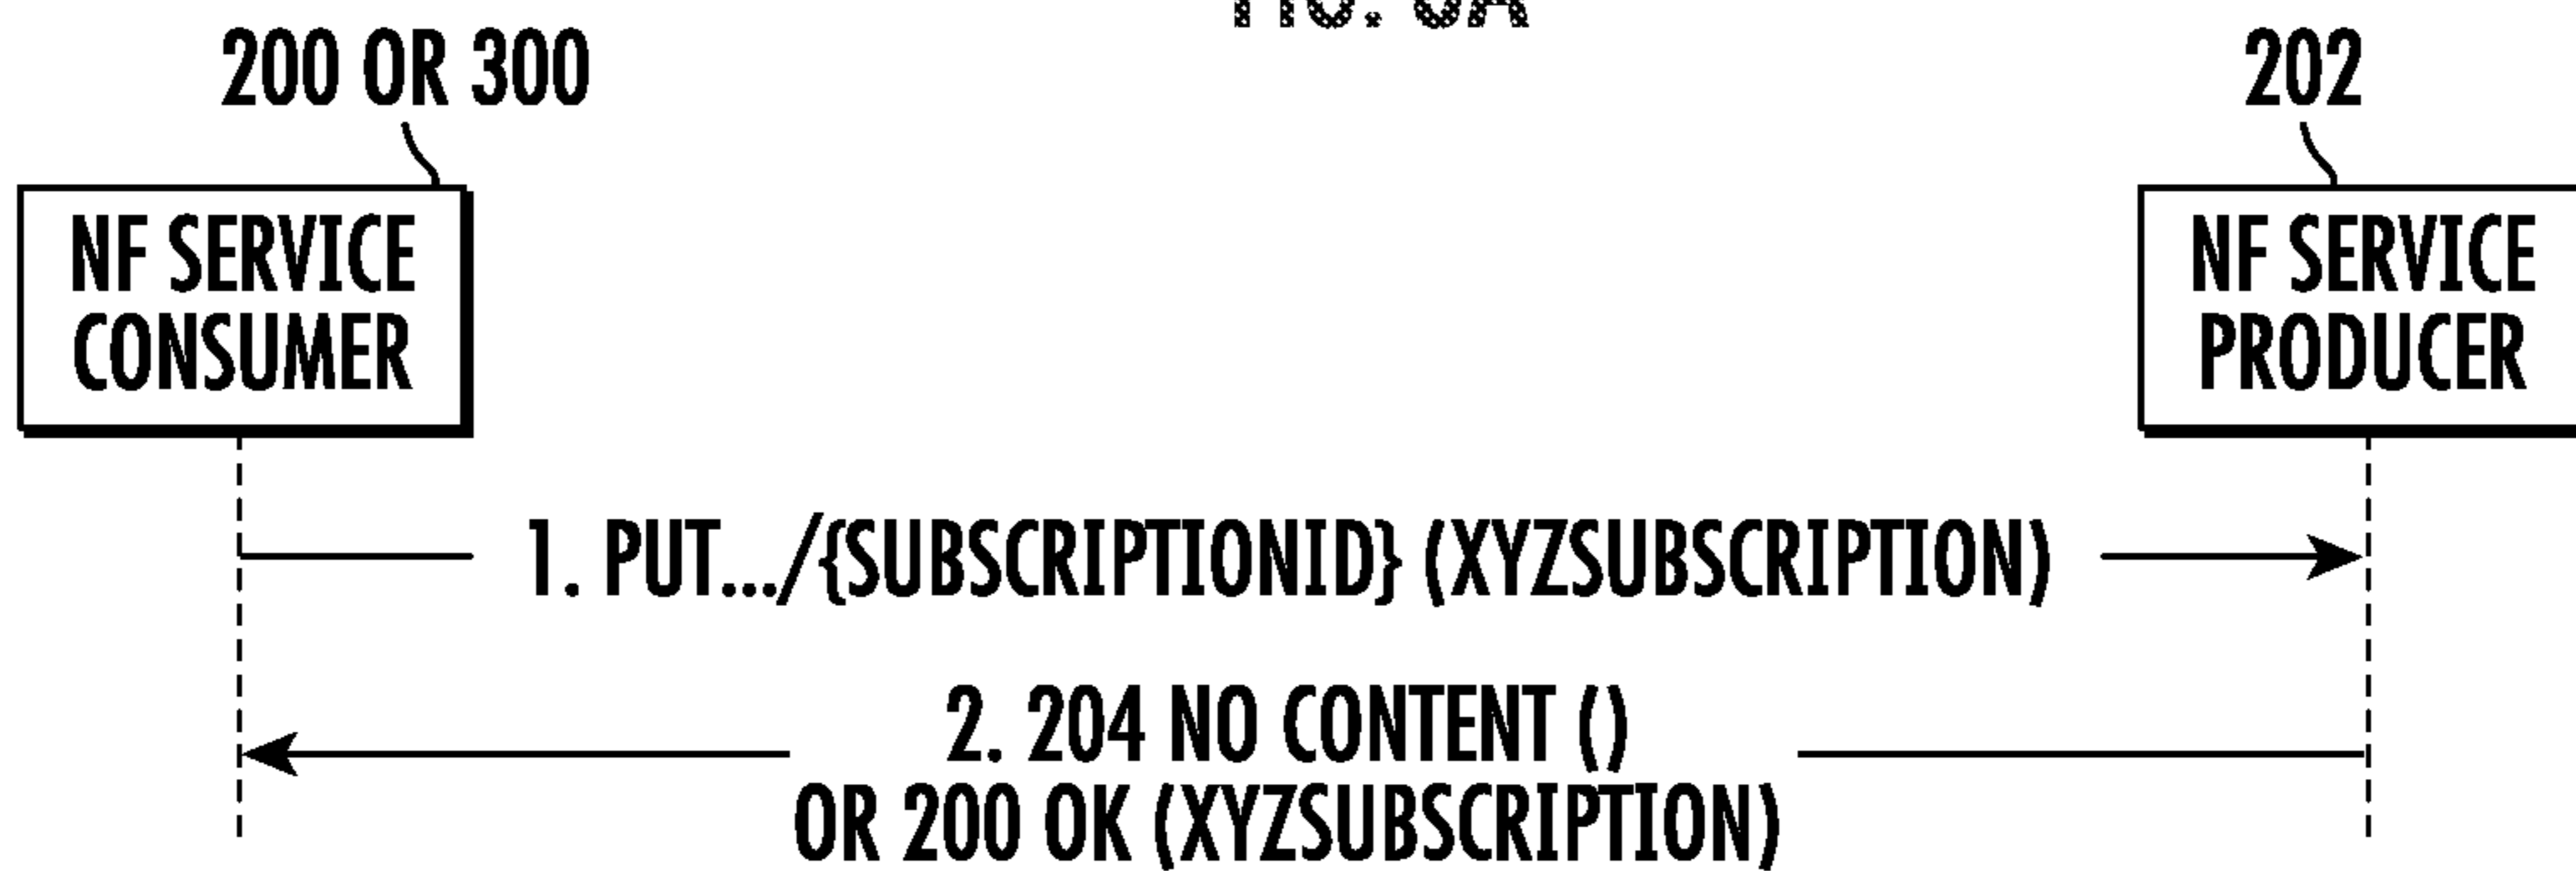 200 OR 300
202
NF SERVICE
CONSUMER
NF SERVICE
PRODUCER
1. PUT.../{SUBSCRIPTIONID} (XYZSUBSCRIPTION)
2. 204 NO CONTENT ()
OR 200 OK (XYZSUBSCRIPTION)